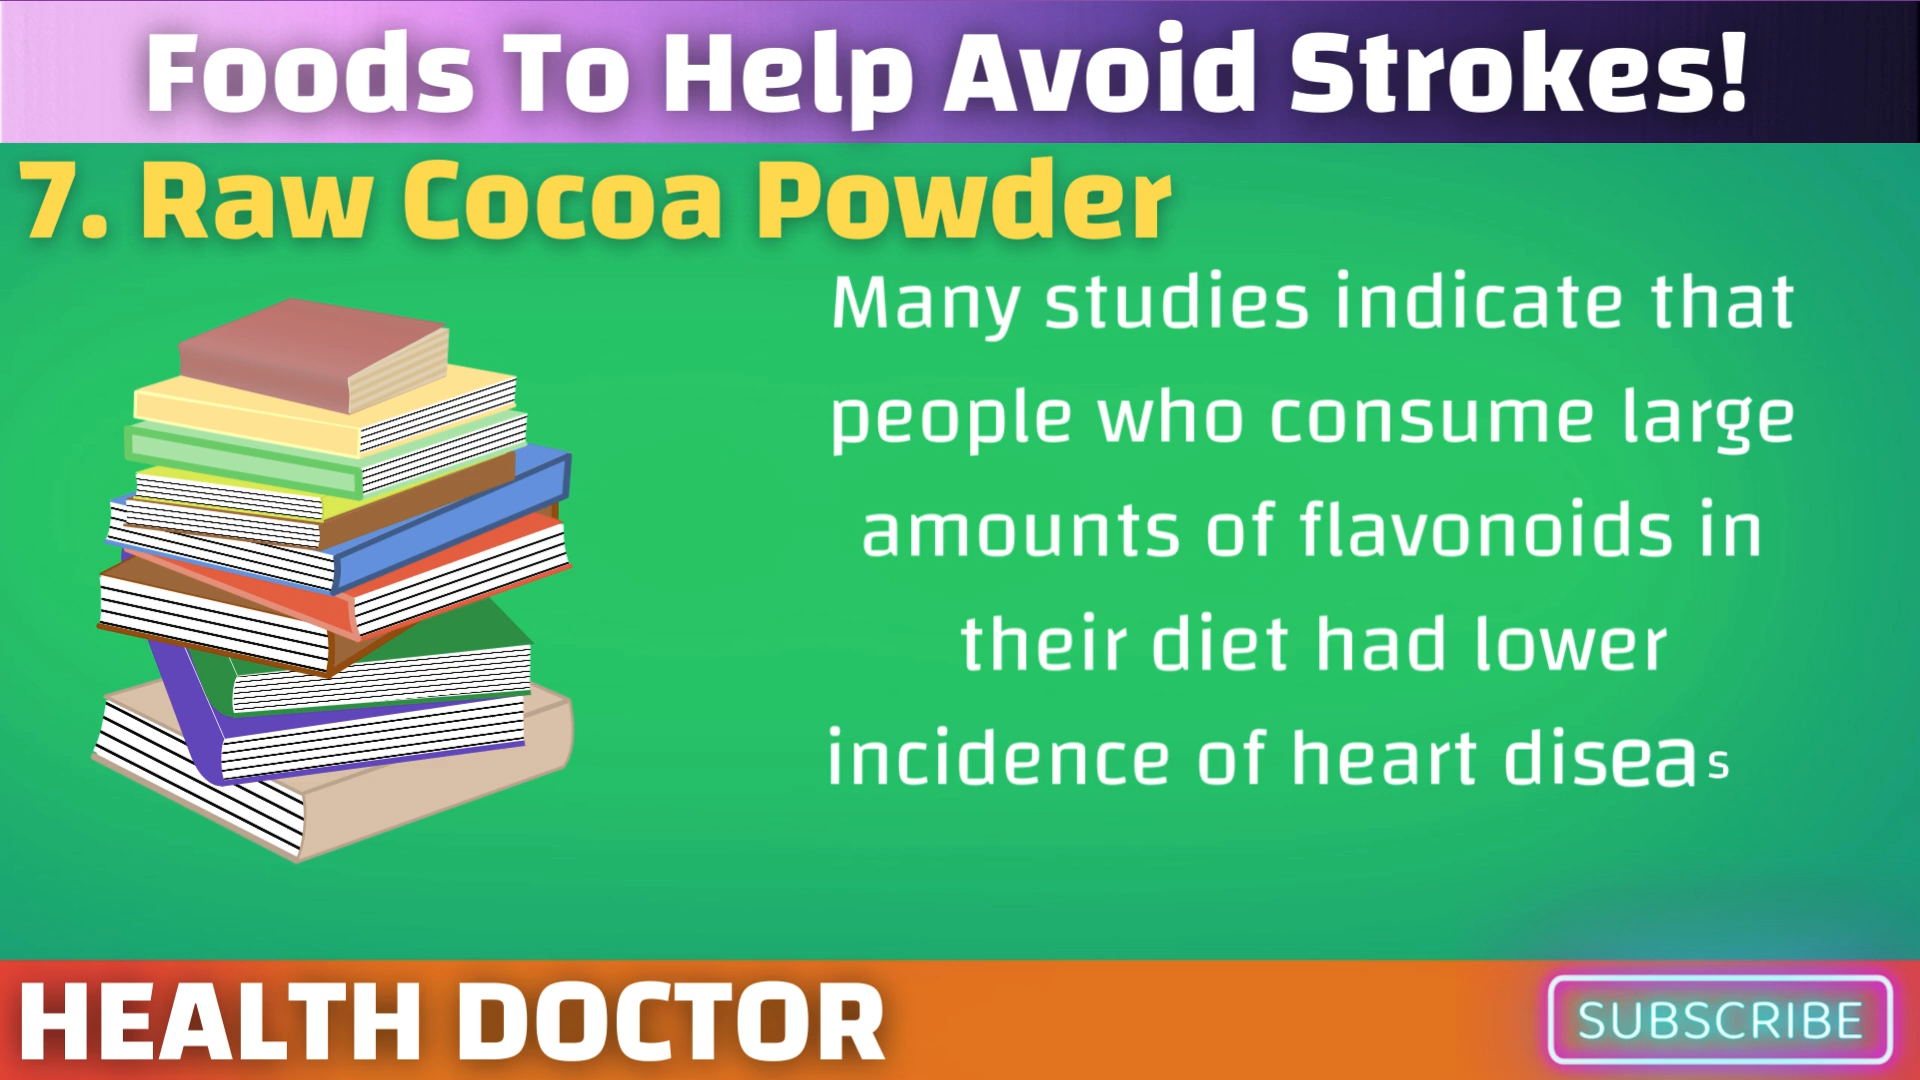 Foods To Help Avoid Strokes!
7. Raw Cocoa Powder
Many studies indicate that
people who consume large
amounts of flavonoids in
their diet had lower
incidence of heart diseas
HEALTH DOCTOR
SUBSCRIBE